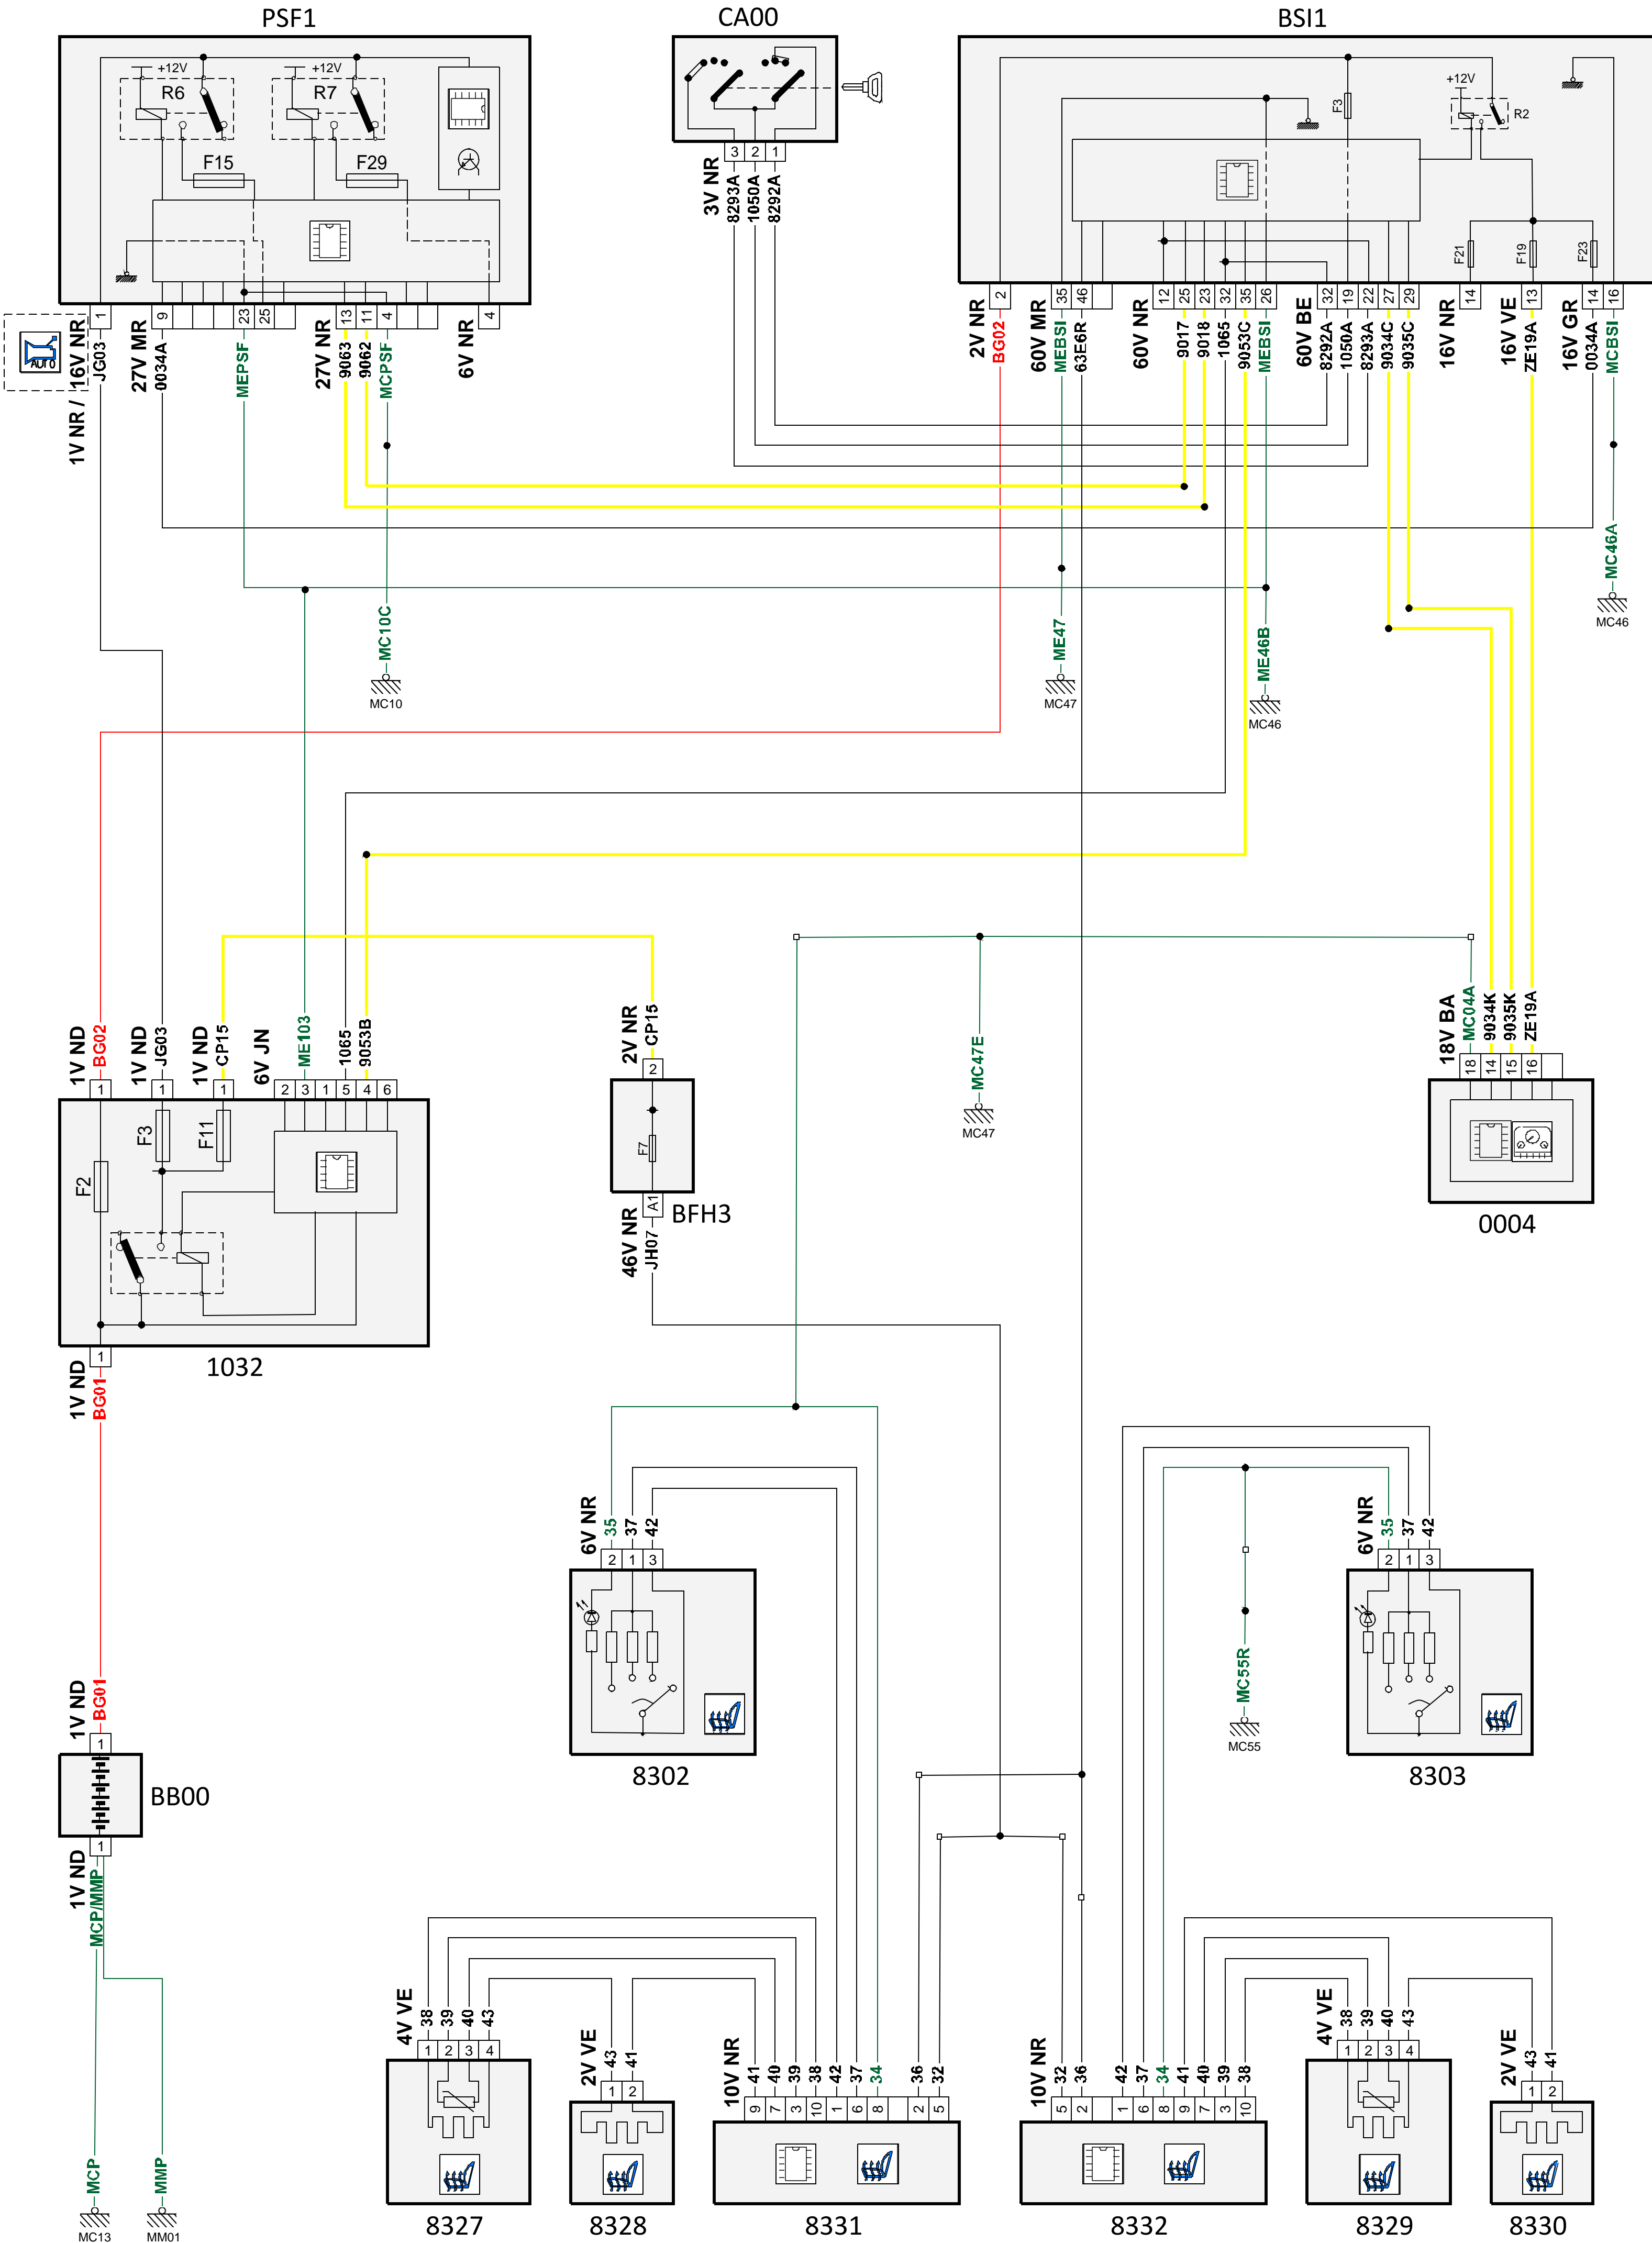 PSF1
CA00
BSI1
+12V
R6
+12V
R7
F15
F29
F3
+12V
R2
F21
F19
F23
3 2 1
3V NR
8293A
1050A
8292A
AUTO
1V NR / 16V NR
1
JG03
27V MR
9
0034A
23
25
MEPSF
27V NR
13
9063
11
9062
4
MCPSF
6V NR
4
2V NR
2
BG02
60V MR
35
MEBSI
46
63E6R
60V NR
12
25
9017
23
9018
32
1065
35
9053C
26
MEBSI
60V BE
32
8292A
19
1050A
22
8293A
27
9034C
29
9035C
16V NR
14
16V VE
13
ZE19A
16V GR
14
0034A
16
MCBSI
MC46A
MC46
MC10C
MC10
ME47
MC47
ME46B
MC46
1V ND
BG02
1
1V ND
JG03
1
1V ND
CP15
1
6V JN
ME103
1065
9053B
2 3 1 5 4 6
F2
F3
F11
1032
1
1V ND
BG01
2V NR
CP15
2
F7
A1
BFH3
46V NR
JH07
MC47E
MC47
18V BA
MC04A
9034K
9035K
ZE19A
18 14 15 16
0004
6V NR
35
37
42
2 1 3
8302
6V NR
35
37
42
2 1 3
8303
MC55R
MC55
1V ND
BG01
1
BB00
1
1V ND
MCP/MMP
MCP
MC13
MMP
MM01
4V VE
38
39
40
43
1 2 3 4
8327
2V VE
43
41
1 2
8328
10V NR
41
40
39
38
42
37
34
36
32
9 7 3 10 1 6 8 2 5
8331
10V NR
32
36
42
37
34
41
40
39
38
5 2 1 6 8 9 7 3 10
8332
4V VE
38
39
40
43
1 2 3 4
8329
2V VE
43
41
1 2
8330